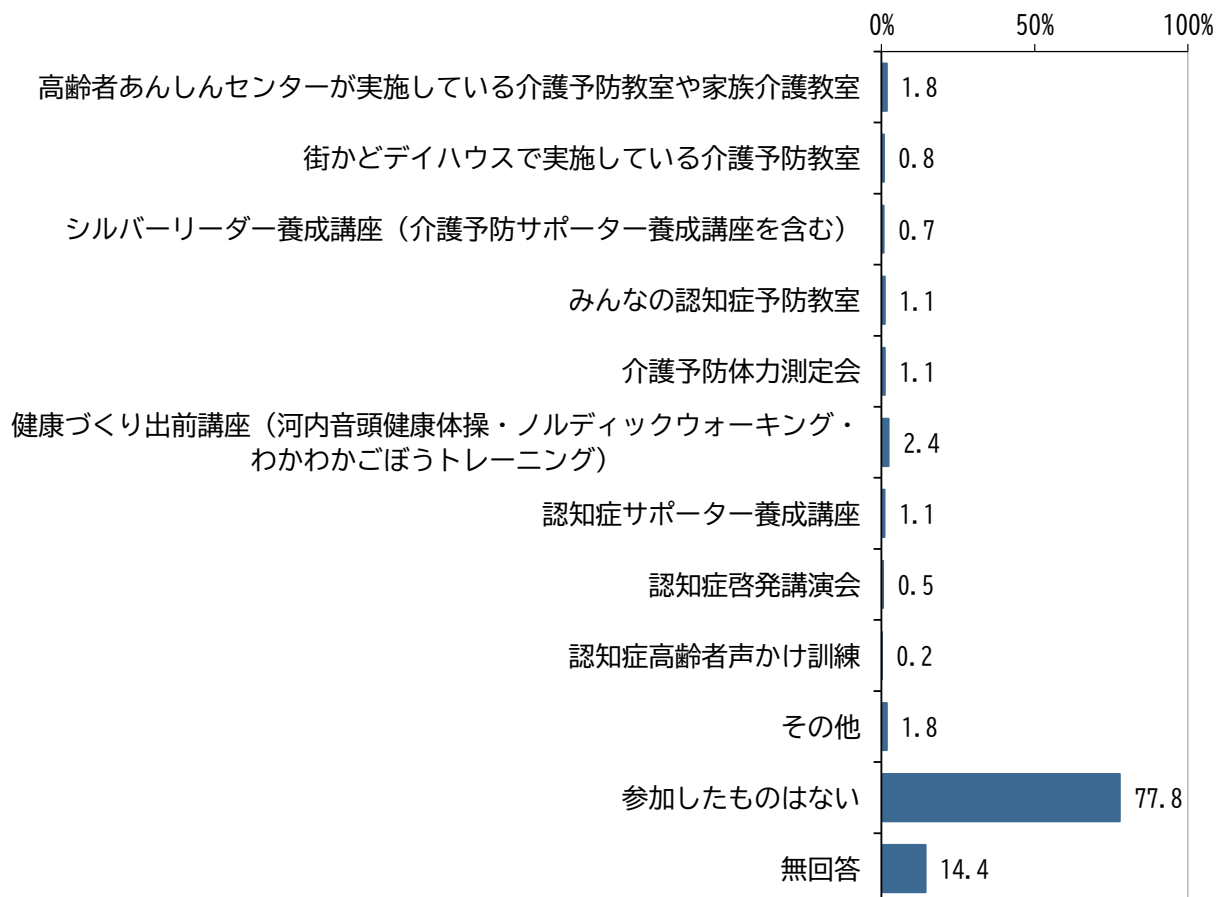 0% 50% 100%
高齢者あんしんセンターが実施している介護予防教室や家族介護教室 1.8
街かどデイハウスで実施している介護予防教室 0.8
シルバーリーダー養成講座（介護予防サポーター養成講座を含む） 0.7
みんなの認知症予防教室 1.1
介護予防体力測定会 1.1
健康づくり出前講座（河内音頭健康体操・ノルディックウォーキング・
わかわかごぼうトレーニング） 2.4
認知症サポーター養成講座 1.1
認知症啓発講演会 0.5
認知症高齢者声かけ訓練 0.2
その他 1.8
参加したものはない 77.8
無回答 14.4